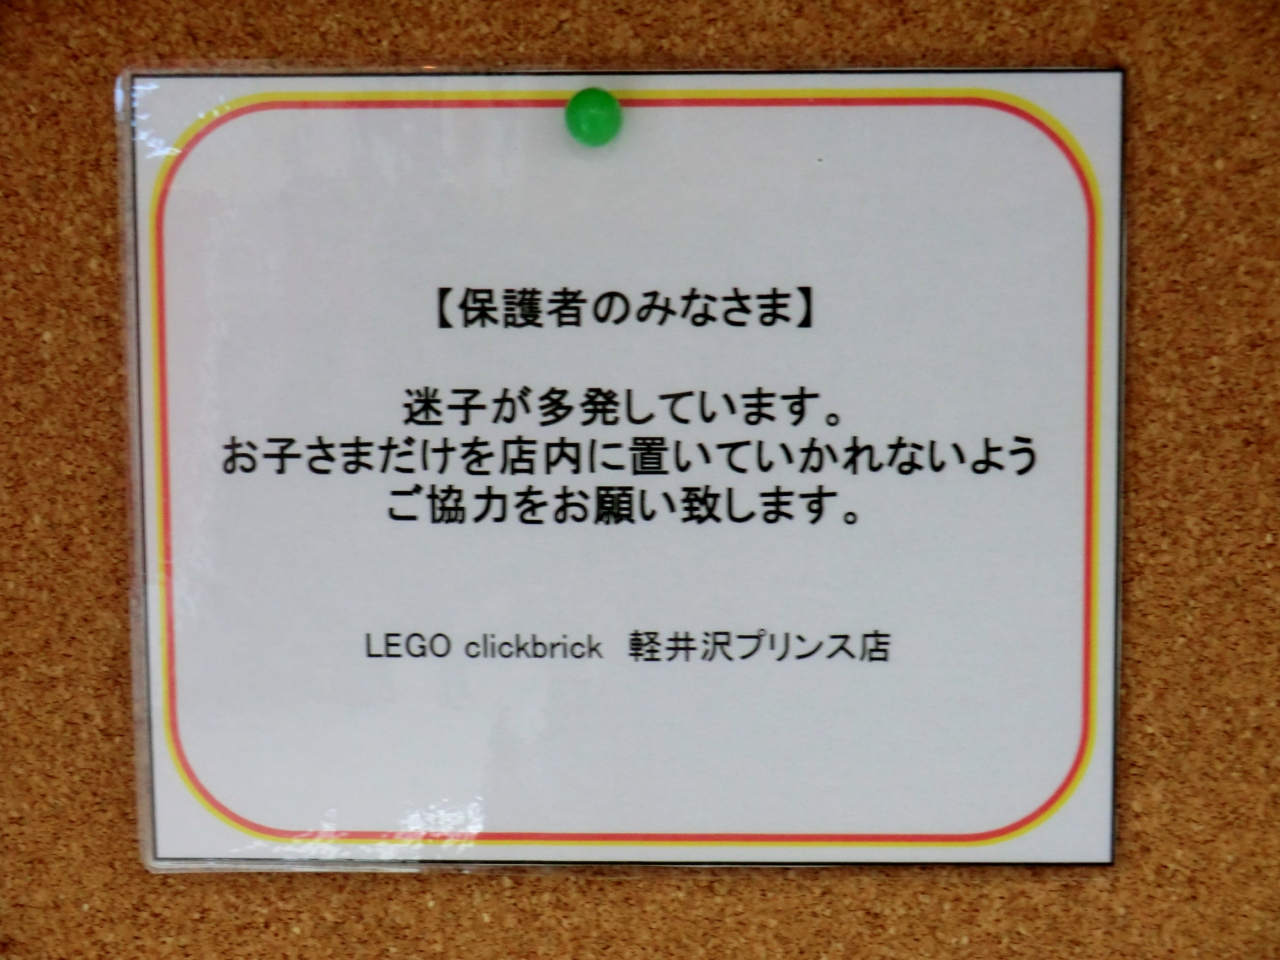 【保護者のみなさま】
迷子が多発しています。
お子さまだけを店内に置いていかれないよう
ご協力をお願い致します。
LEGO clickbrick 軽井沢プリンス店